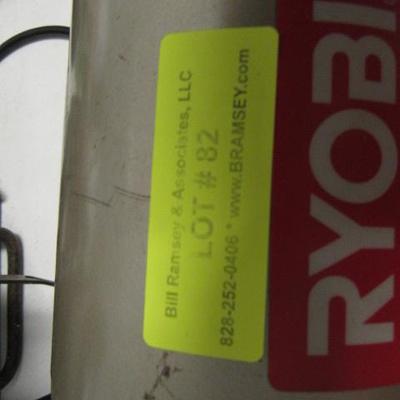 Bill Ramsey & Associates, LLC
LOT # 82
828-252-0406 * www.BRAMSEY.com
RYOBI